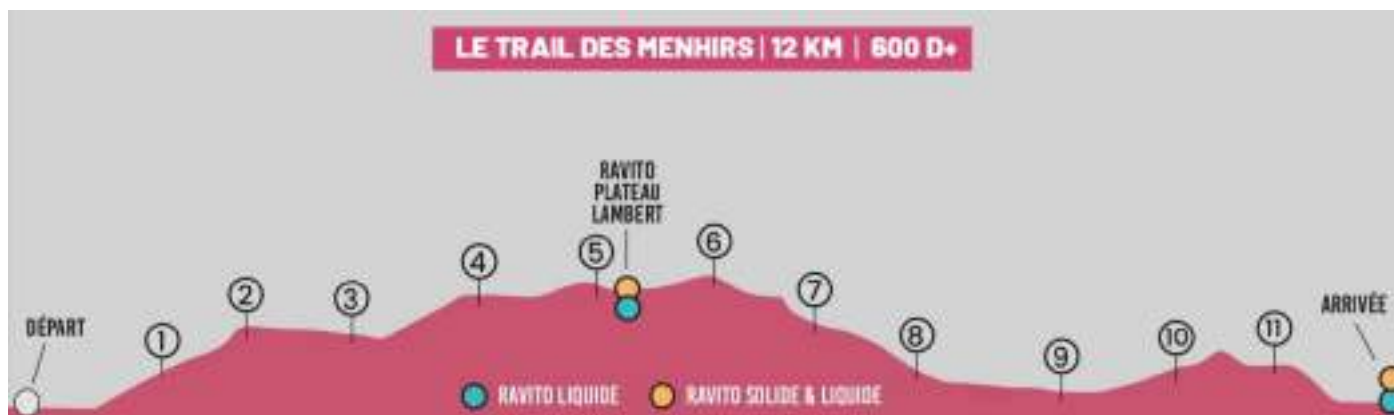 LE TRAIL DES MENHIRS | 12 KM | 600 D+
RAVITO
PLATEAU
LAMBERT
DÉPART
1
2
3
4
5
6
7
8
9
10
11
ARRIVÉE
RAVITO LIQUIDE
RAVITO SOLIDE & LIQUIDE